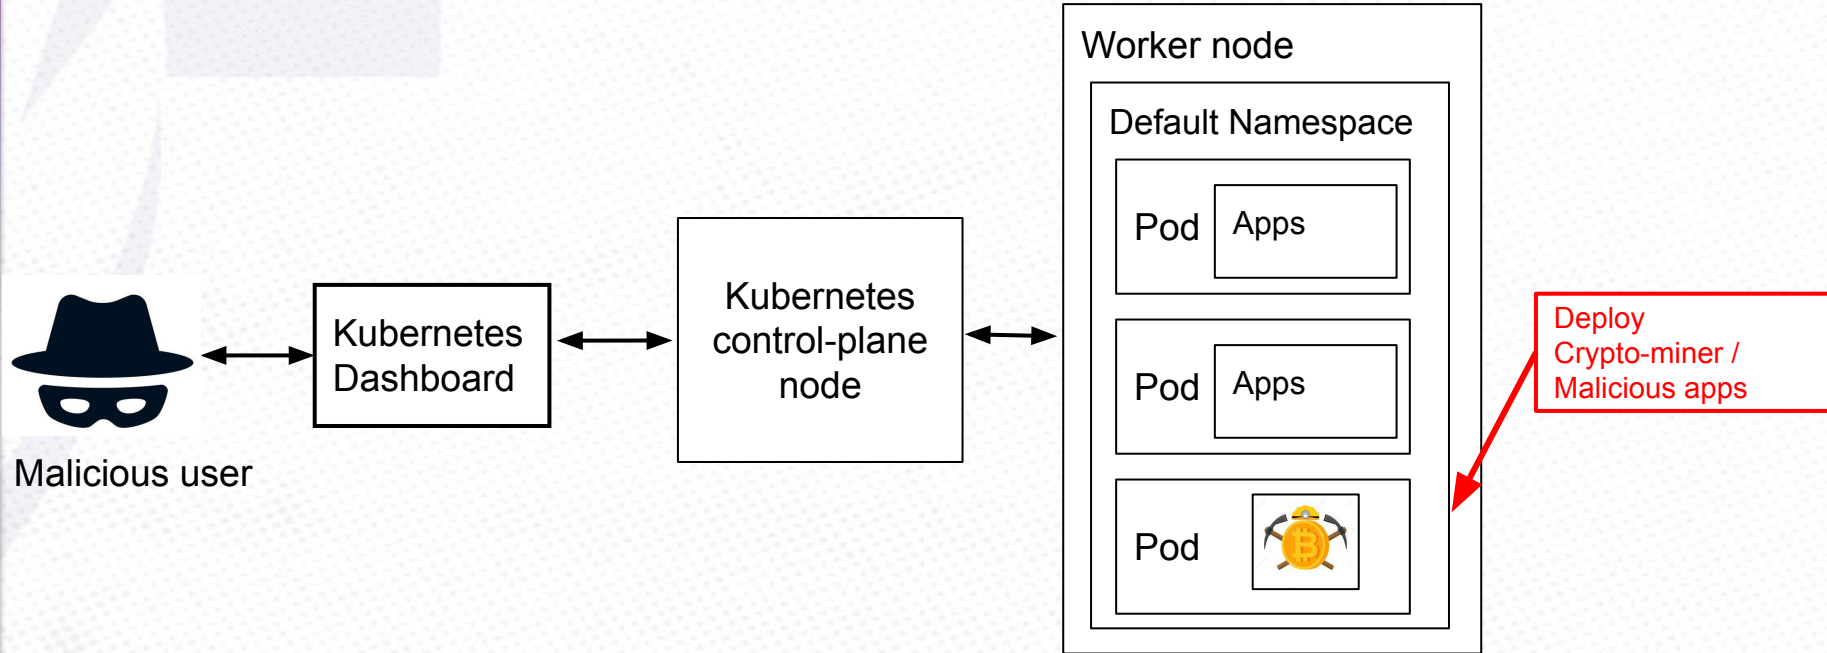 Malicious user
Kubernetes
Dashboard
Kubernetes
control-plane
node
Worker node
Default Namespace
Pod
Apps
Pod
Apps
Pod
Deploy
Crypto-miner /
Malicious apps